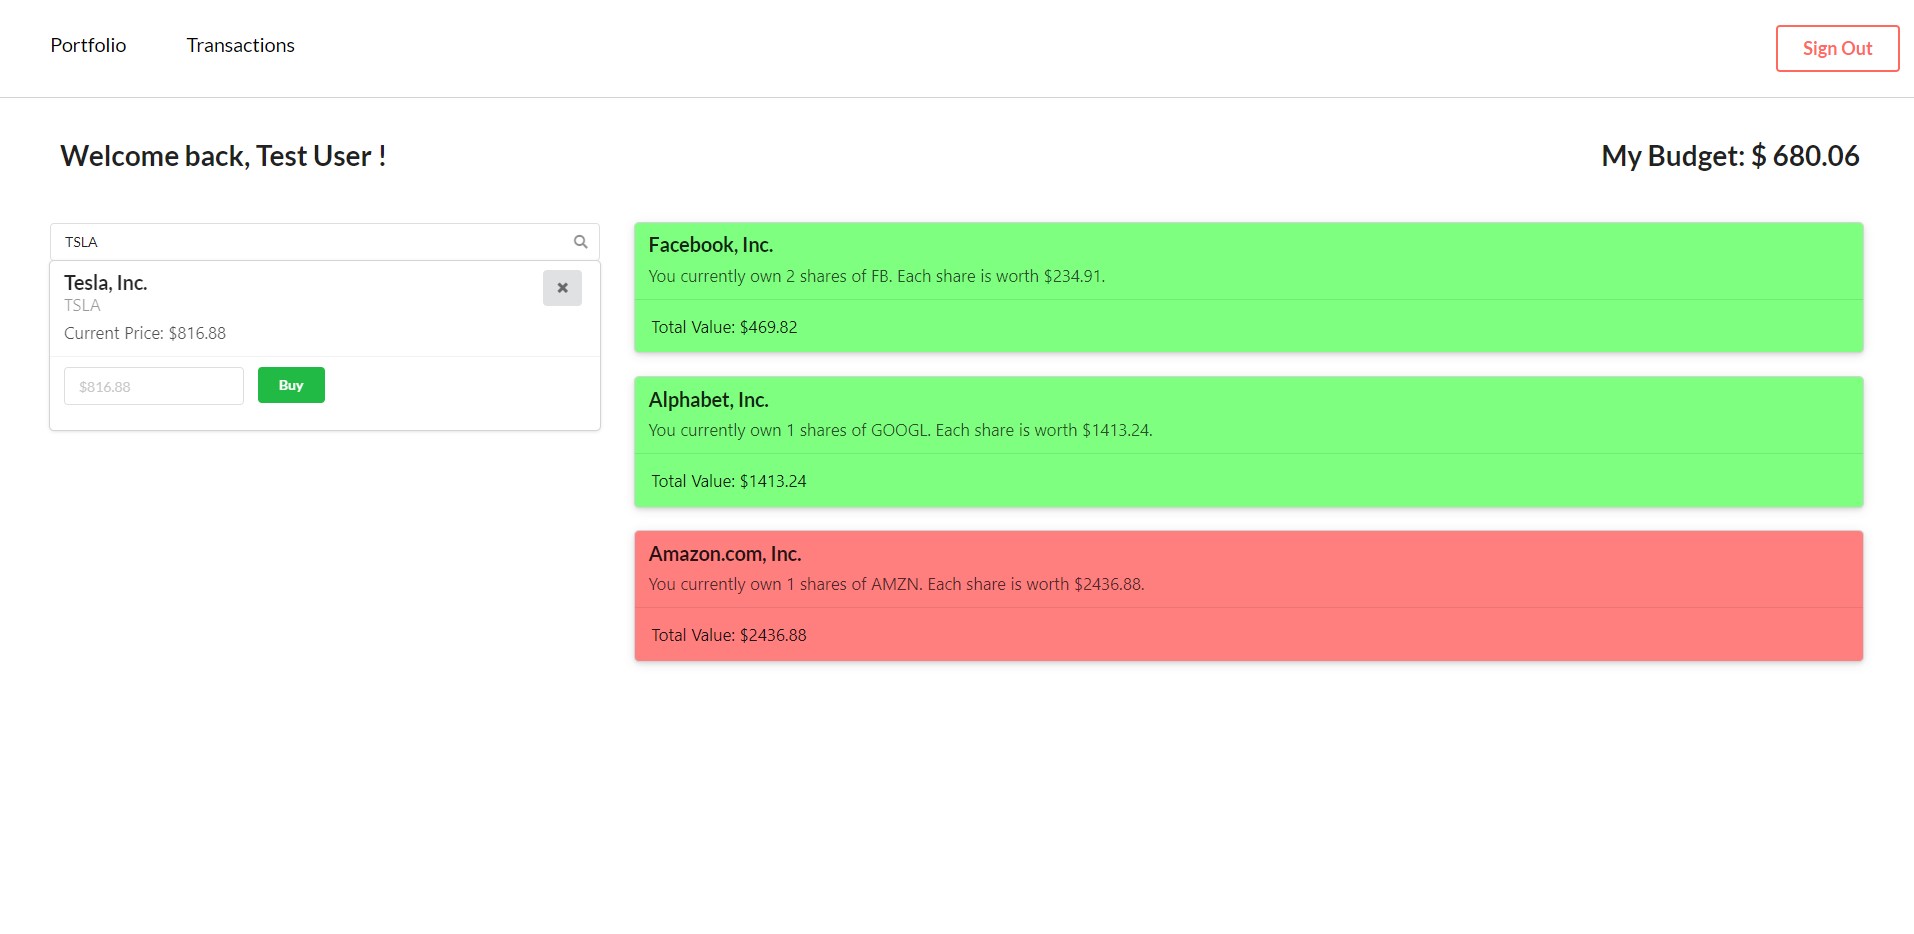 Portfolio
Transactions
Sign Out
Welcome back, Test User !
My Budget: $ 680.06
TSLA
Tesla, Inc.
TSLA
Current Price: $816.88
$816.88
Buy
Facebook, Inc.
You currently own 2 shares of FB. Each share is worth $234.91.
Total Value: $469.82
Alphabet, Inc.
You currently own 1 shares of GOOGL. Each share is worth $1413.24.
Total Value: $1413.24
Amazon.com, Inc.
You currently own 1 shares of AMZN. Each share is worth $2436.88.
Total Value: $2436.88